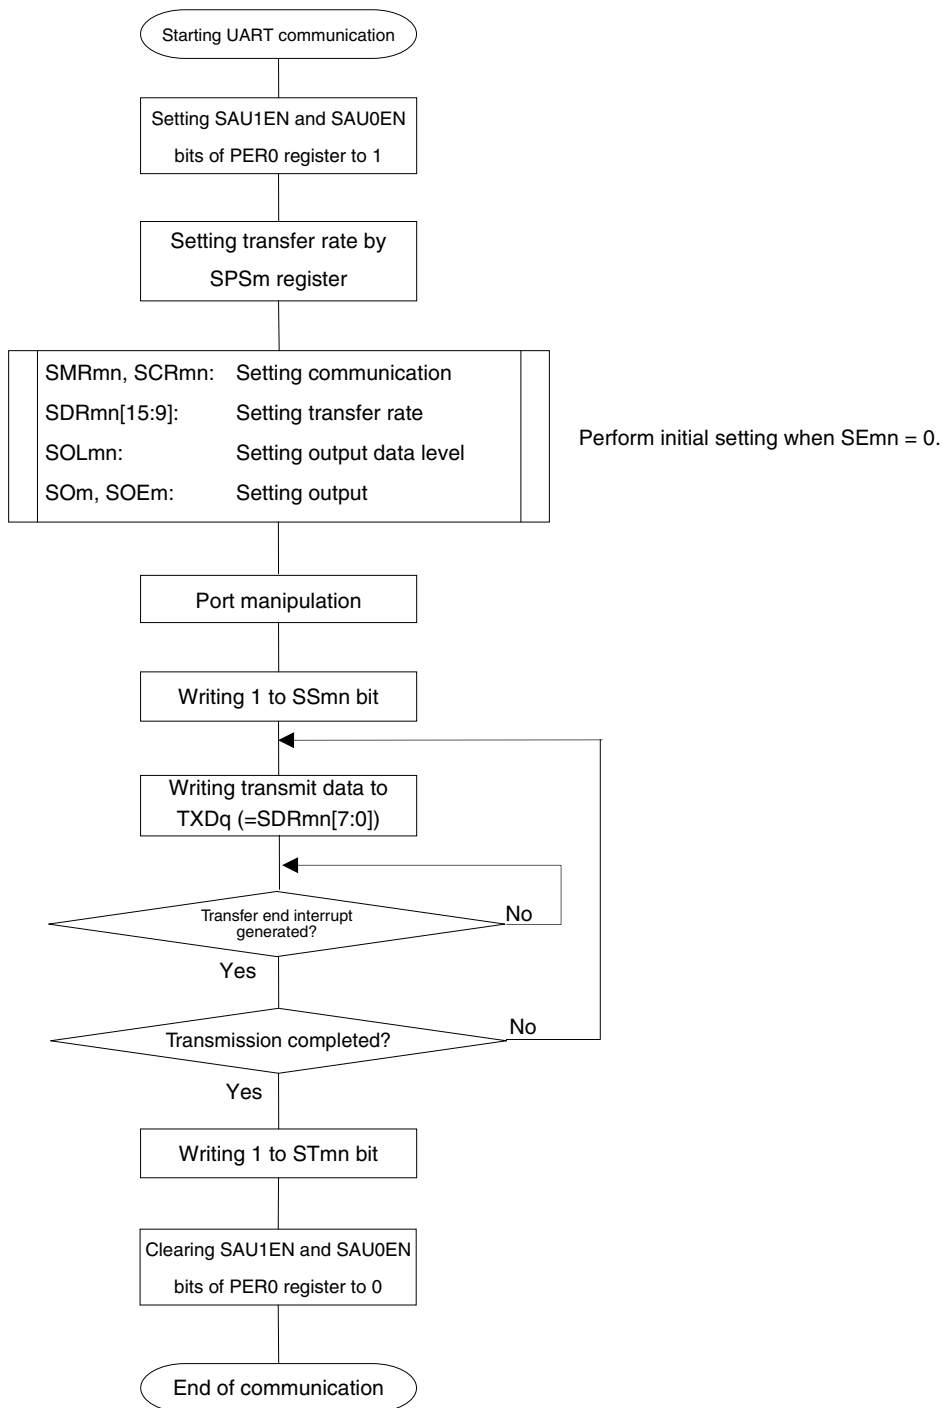 Starting UART communication
Setting SAU1EN and SAU0EN
bits of PER0 register to 1
Setting transfer rate by
SPSm register
SMRmn, SCRmn: Setting communication
SDRmn[15:9]: Setting transfer rate
SOLmn: Setting output data level
SOm, SOEm: Setting output
Perform initial setting when SEmn = 0.
Port manipulation
Writing 1 to SSmn bit
Writing transmit data to
TXDq (=SDRmn[7:0])
Transfer end interrupt
generated?
No
Yes
Transmission completed?
No
Yes
Writing 1 to STmn bit
Clearing SAU1EN and SAU0EN
bits of PER0 register to 0
End of communication